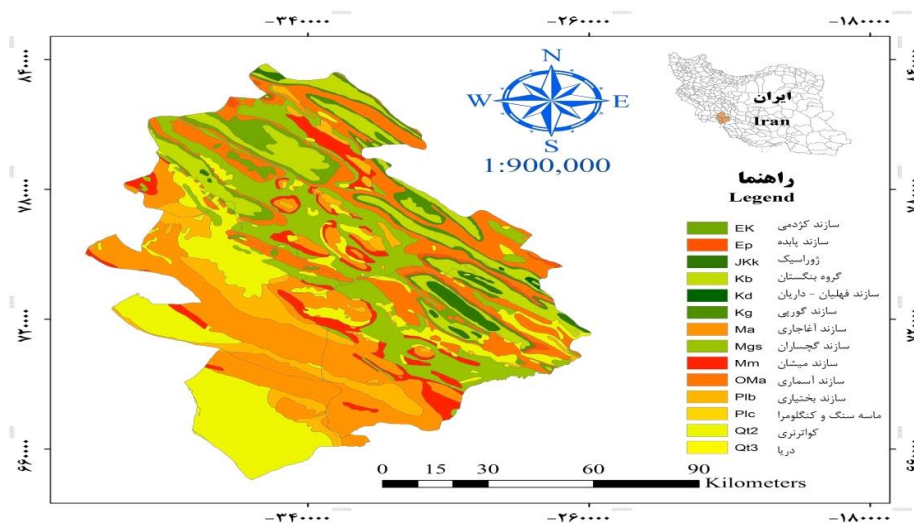 -۳۴۰۰۰۰ -۲۶۰۰۰۰ -۱۸۰۰۰۰
۸۴۰۰۰۰
۷۸۰۰۰۰
۷۲۰۰۰۰
۶۶۰۰۰۰
N
W E
S
1:900,000
ایران
Iran
راهنما
Legend
EK سازند کژدمی
Ep سازند پابده
JKk ژوراسیک
Kb گروه بنگستان
Kd سازند فهلیان - داریان
Kg سازند گورپی
Ma سازند آغاجاری
Mgs سازند گچساران
Mm سازند میشان
OMa سازند آسماری
Plb سازند بختیاری
Plc ماسه سنگ و کنگلومرا
Qt2 کواترنری
Qt3 دریا
0 15 30 60 90
Kilometers
-۳۴۰۰۰۰ -۲۶۰۰۰۰ -۱۸۰۰۰۰